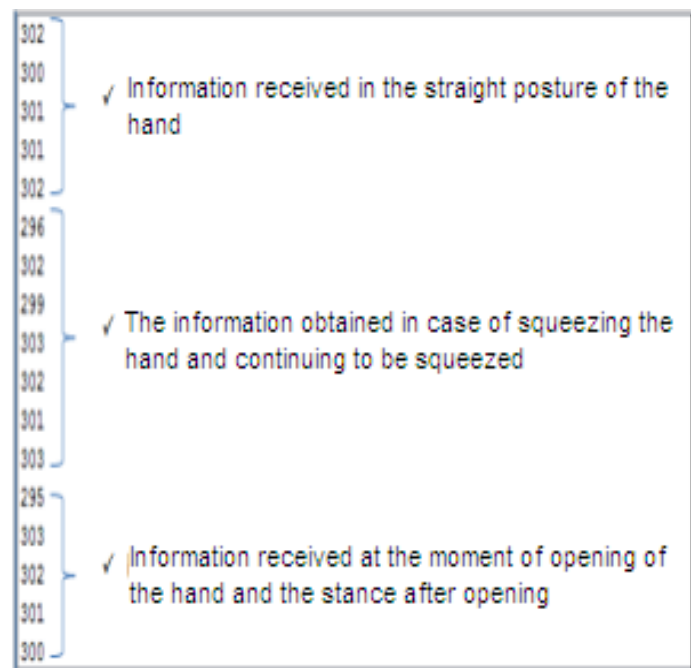 302
300
✓ Information received in the straight posture of the
301
hand
301
302
296
302
299
✓ The information obtained in case of squeezing the
303
hand and continuing to be squeezed
302
301
303
295
303
✓ Information received at the moment of opening of
302
the hand and the stance after opening
301
300